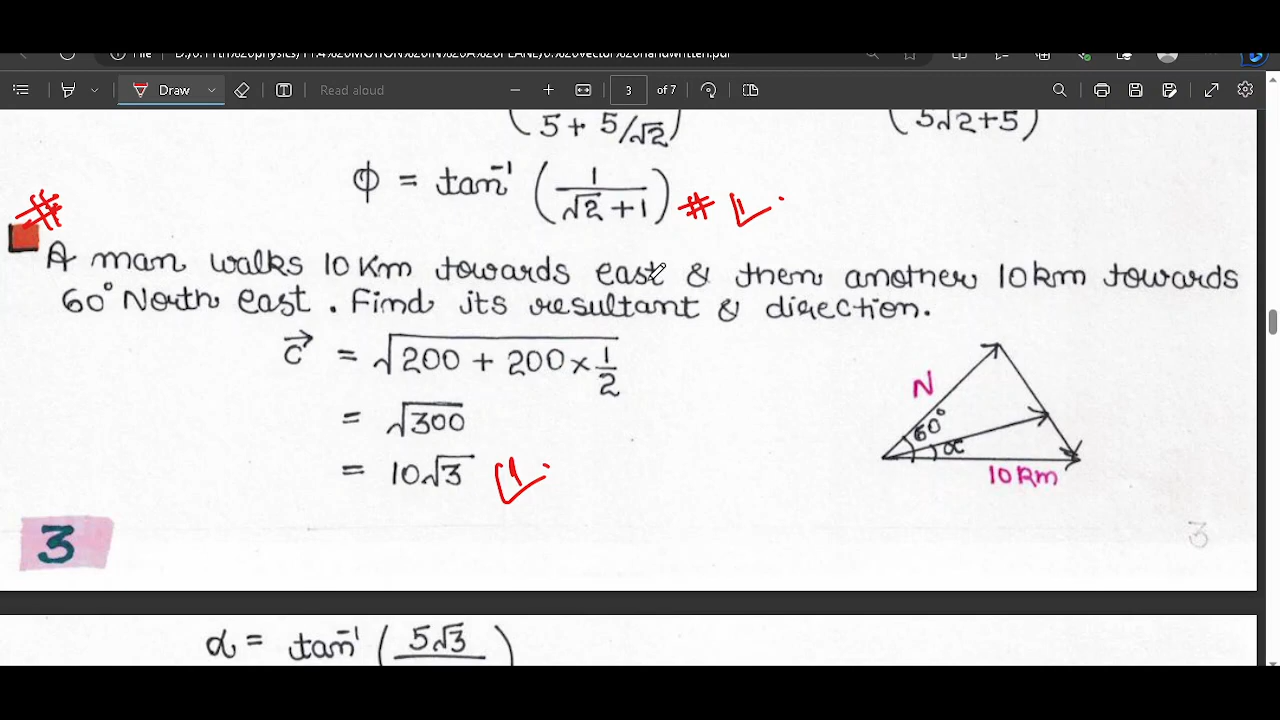 Draw
Read aloud
3 of 7
( 5 + 5/√2 )
( 5√2+5 )
ϕ = tan⁻¹ ( 1 / √2 + 1 ) #
#
A man walks 10 Km towards east & then another 10 km towards
60° North east . Find its resultant & direction.
c⃗ = √200 + 200 × 1/2
= √300
= 10√3
N
60°
α
10 Km
3
3
α = tan⁻¹ ( 5√3